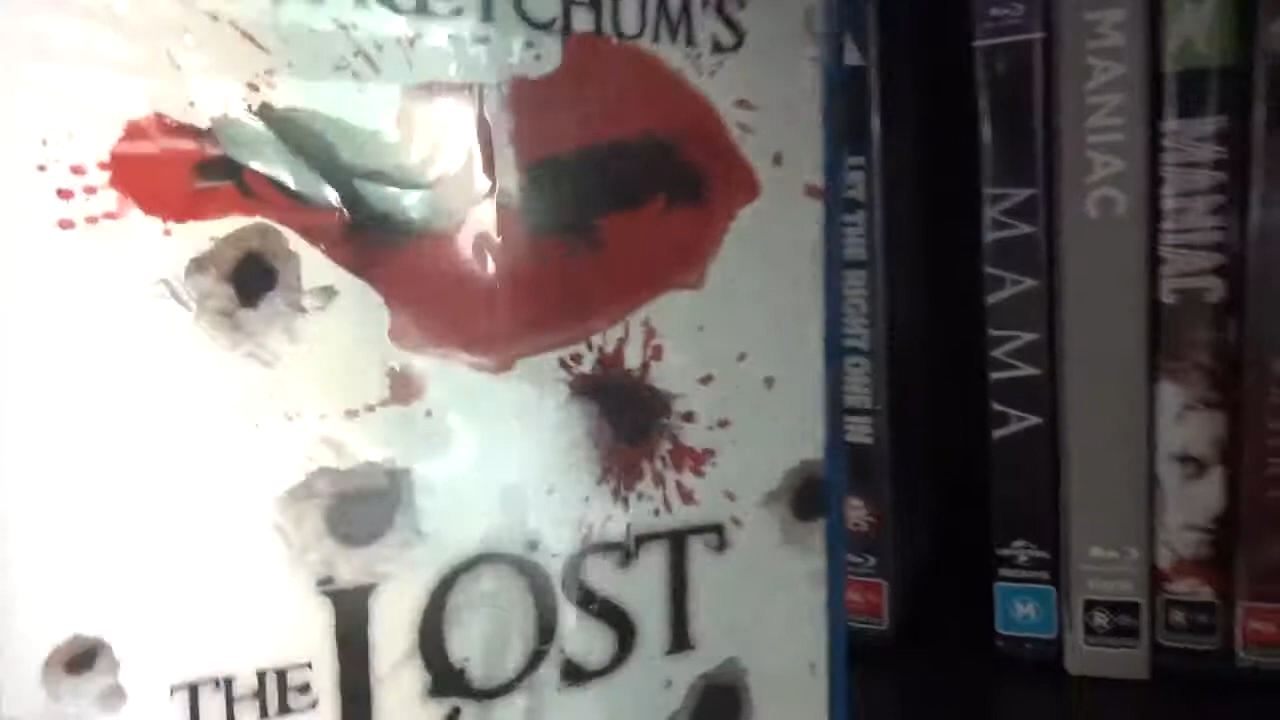 KETCHUM'S
THE LOST
LET THE RIGHT ONE IN
MAMA
M
MANIAC
R
MANIAC
R